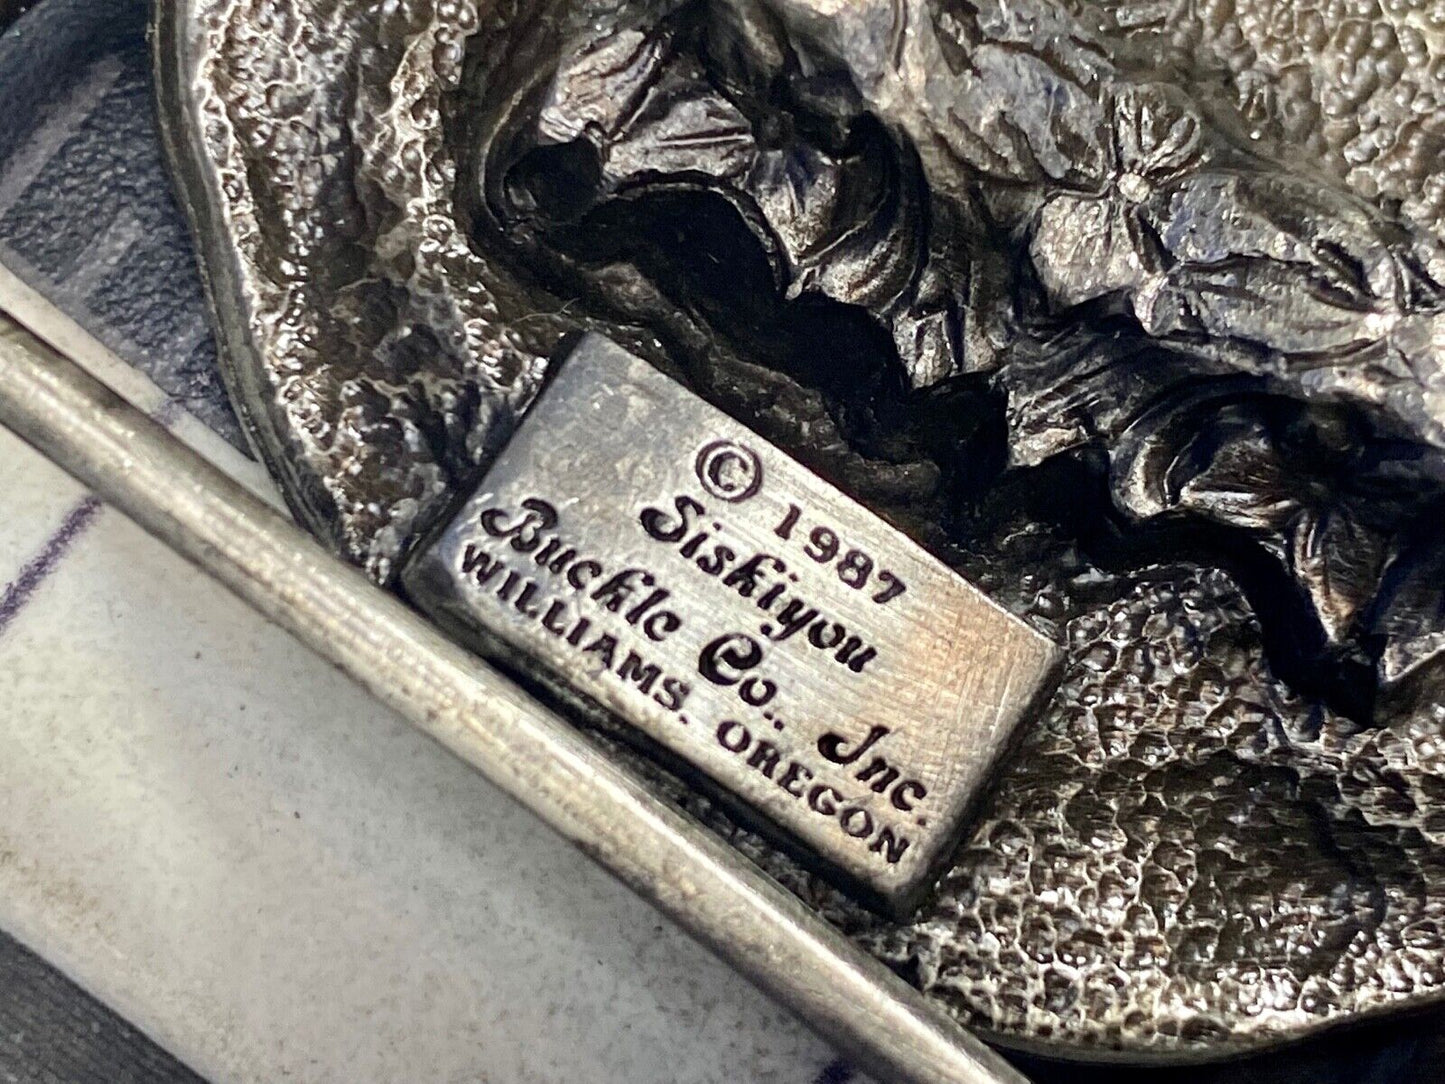 © 1987
Siskiyou
Buckle Co., Inc.
WILLIAMS, OREGON